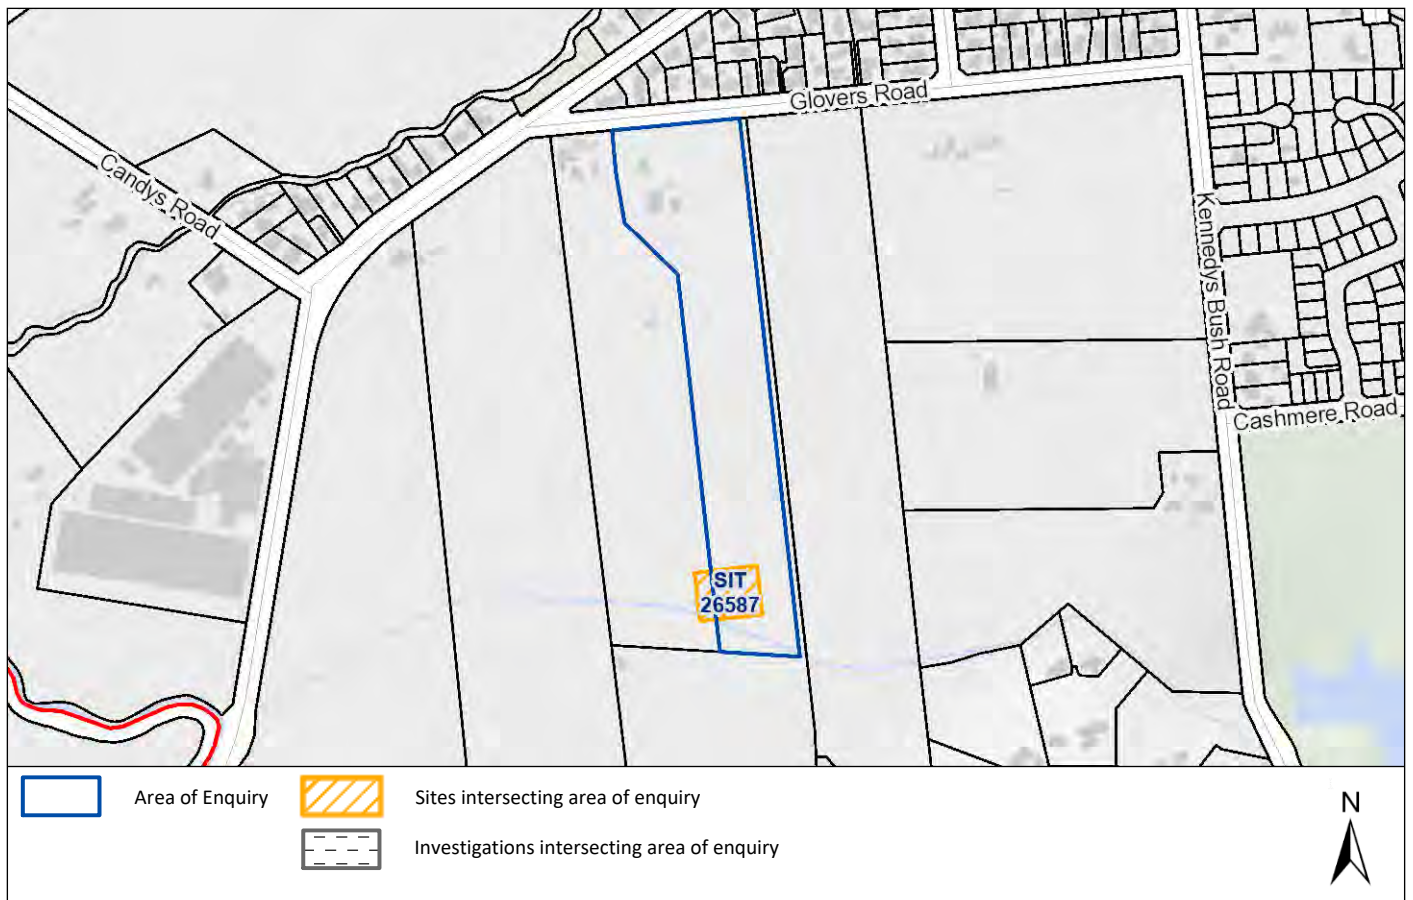 Glovers Road
Candys Road
Kennedys Bush Road
Cashmere Road
SIT
26587
Area of Enquiry
Sites intersecting area of enquiry
Investigations intersecting area of enquiry
N